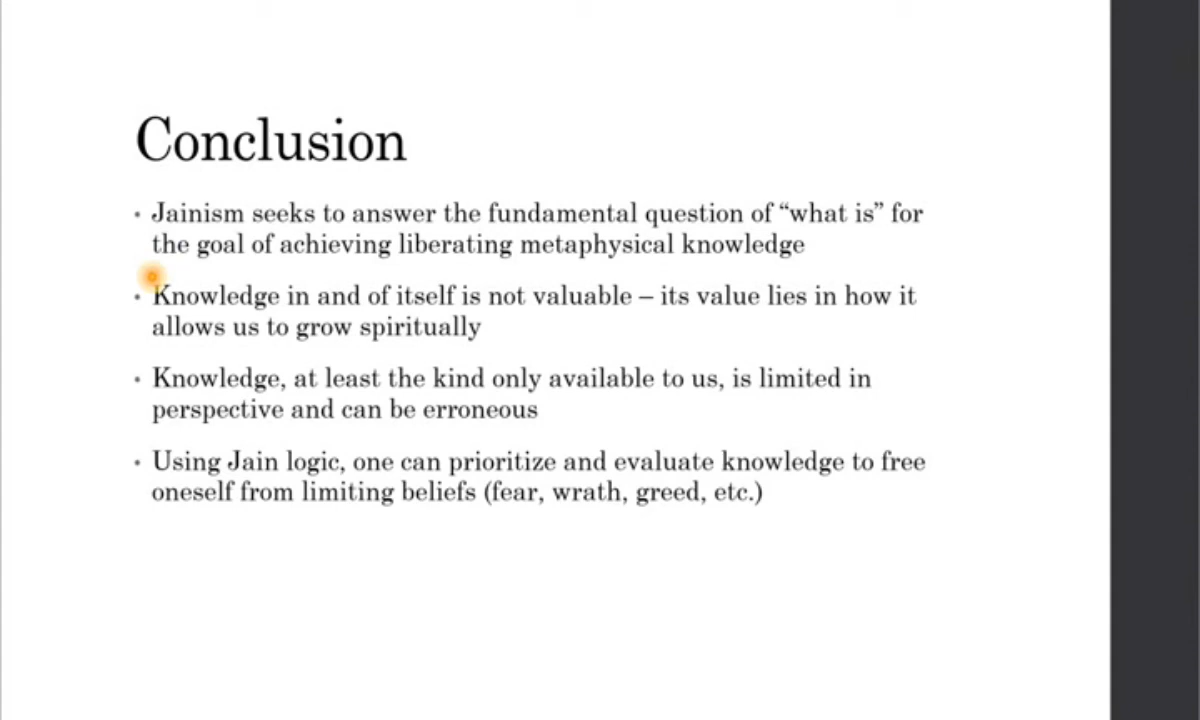 Conclusion
• Jainism seeks to answer the fundamental question of “what is” for
the goal of achieving liberating metaphysical knowledge
• Knowledge in and of itself is not valuable – its value lies in how it
allows us to grow spiritually
• Knowledge, at least the kind only available to us, is limited in
perspective and can be erroneous
• Using Jain logic, one can prioritize and evaluate knowledge to free
oneself from limiting beliefs (fear, wrath, greed, etc.)